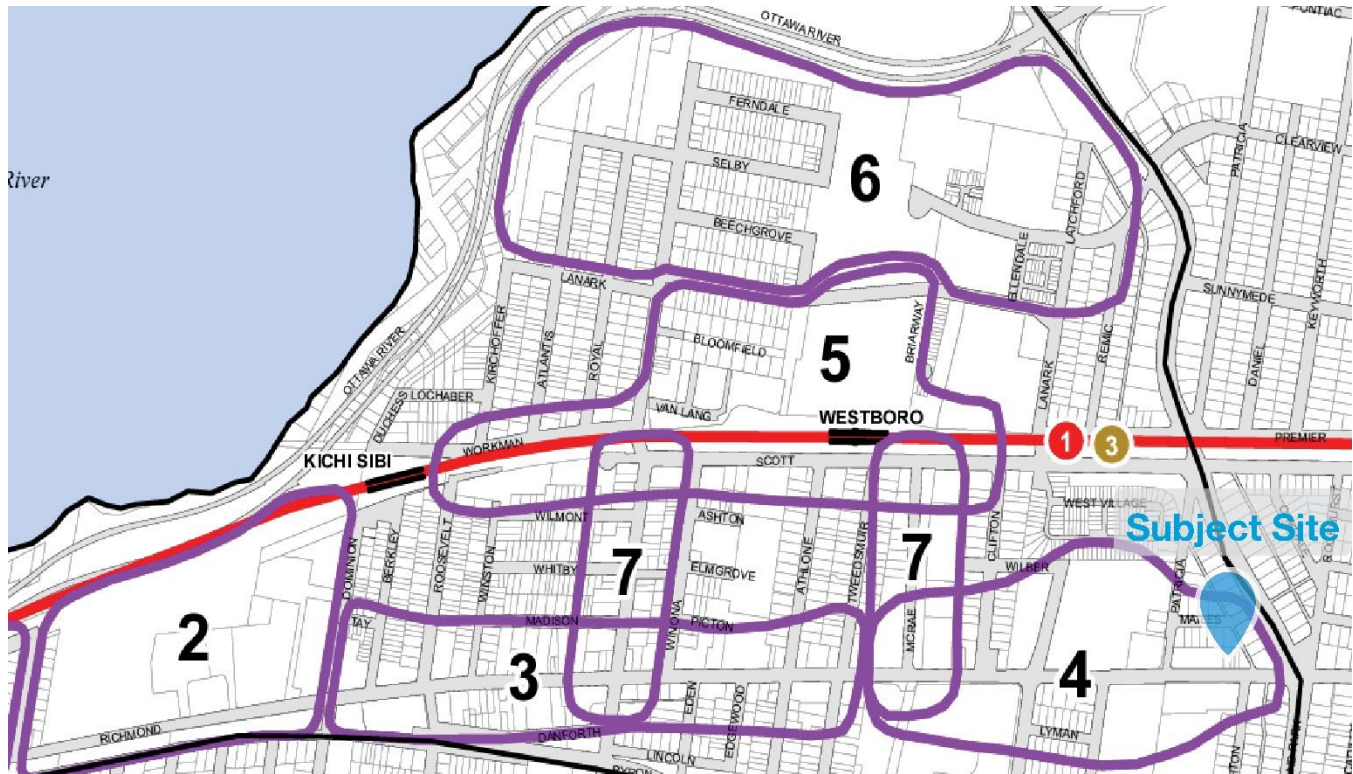 OTTAWA RIVER
PONTIAC
FERNDALE
SELBY
BEECHGROVE
6
LATCHFORD
ELLENDALE
PATRICIA
CLEARVIEW
River
LANARK
SUNNYMEDE
KEYWORTH
KIRCHOFFER
ATLANTIS
ROYAL
BLOOMFIELD
5
BRIARWAY
LANARK
REMIC
DANIEL
OTTAWA RIVER
DUCHESS
LOCHABER
VAN LANG
WESTBORO
WORKMAN
1
3
PREMIER
KICHI SIBI
SCOTT
WEST VILLAGE
Subject Site
WILMONT
ASHTON
DOMINION
BERKLEY
ROOSEVELT
WINSTON
WHITBY
7
ELMGROVE
ATHLONE
TWEEDSMUIR
7
CLIFTON
WILBER
PATRICIA
2
TAY
MADISON
WINONA
PICTON
MCRAE
3
4
EDEN
EDGEWOOD
RICHMOND
DANFORTH
LYMAN
LINCOLN
BYRON